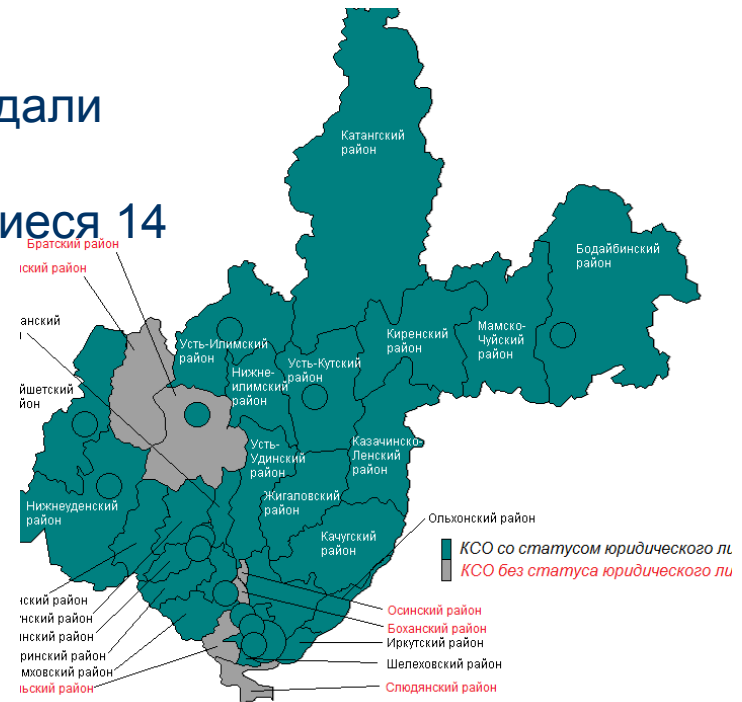 дали
иеся 14
Катангский
район
Братский район
нский район
Бодайбинский
район
анский
Усть-Илимский
район
Нижне-
илимский
район
Усть-Кутский
район
Киренский
район
Мамско-
Чуйский
район
йшетский
йон
Усть-
Удинский
район
Казачинско-
Ленский
район
Жигаловский
район
Нижнеуденский
район
Качугский
район
Ольхонский район
КСО со статусом юридического ли
КСО без статуса юридического ли
нский район
унский район
инский район
ринский район
мховский район
ьский район
Осинский район
Боханский район
Иркутский район
Шелеховский район
Слюдянский район